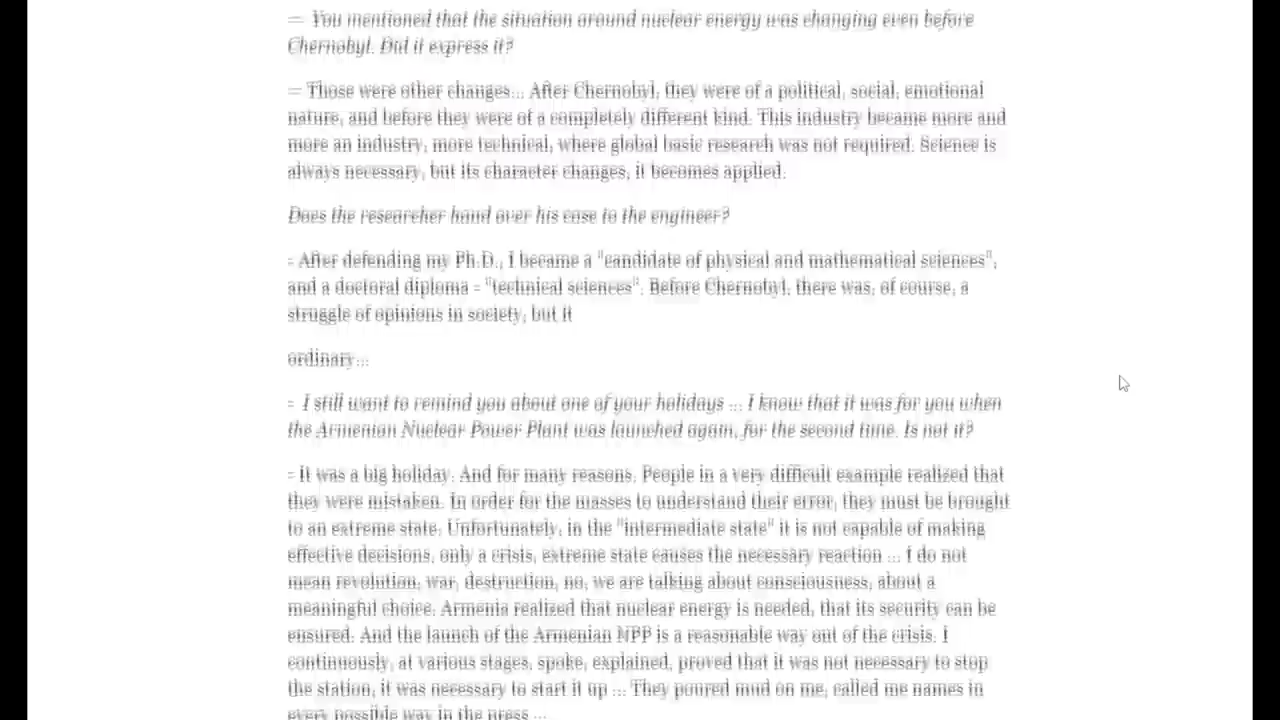 — You mentioned that the situation around nuclear energy was changing even before
Chernobyl. Did it express it?
— Those were other changes... After Chernobyl, they were of a political, social, emotional
nature, and before they were of a completely different kind. This industry became more and
more an industry, more technical, where global basic research was not required. Science is
always necessary, but its character changes, it becomes applied.
Does the researcher hand over his case to the engineer?
- After defending my Ph.D., I became a "candidate of physical and mathematical sciences",
and a doctoral diploma - "technical sciences". Before Chernobyl, there was, of course, a
struggle of opinions in society, but it
ordinary...
- I still want to remind you about one of your holidays ... I know that it was for you when
the Armenian Nuclear Power Plant was launched again, for the second time. Is not it?
- It was a big holiday. And for many reasons. People in a very difficult example realized that
they were mistaken. In order for the masses to understand their error, they must be brought
to an extreme state. Unfortunately, in the "intermediate state" it is not capable of making
effective decisions, only a crisis, extreme state causes the necessary reaction ... I do not
mean revolution, war, destruction, no, we are talking about consciousness, about a
meaningful choice. Armenia realized that nuclear energy is needed, that its security can be
ensured. And the launch of the Armenian NPP is a reasonable way out of the crisis. I
continuously, at various stages, spoke, explained, proved that it was not necessary to stop
the station, it was necessary to start it up ... They poured mud on me, called me names in
every possible way in the press ...